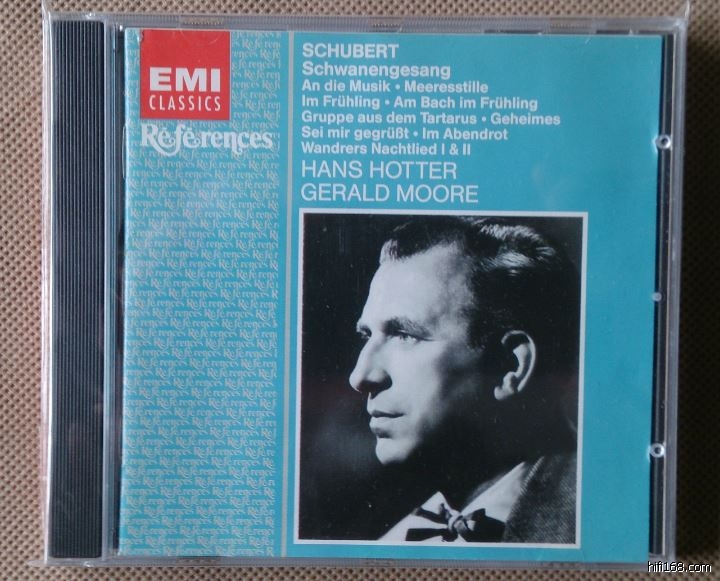 EMI
CLASSICS
Références
SCHUBERT
Schwanengesang
An die Musik · Meeresstille
Im Frühling · Am Bach im Frühling
Gruppe aus dem Tartarus · Geheimes
Sei mir gegrüßt · Im Abendrot
Wandrers Nachtlied I & II
HANS HOTTER
GERALD MOORE
hifi168.com